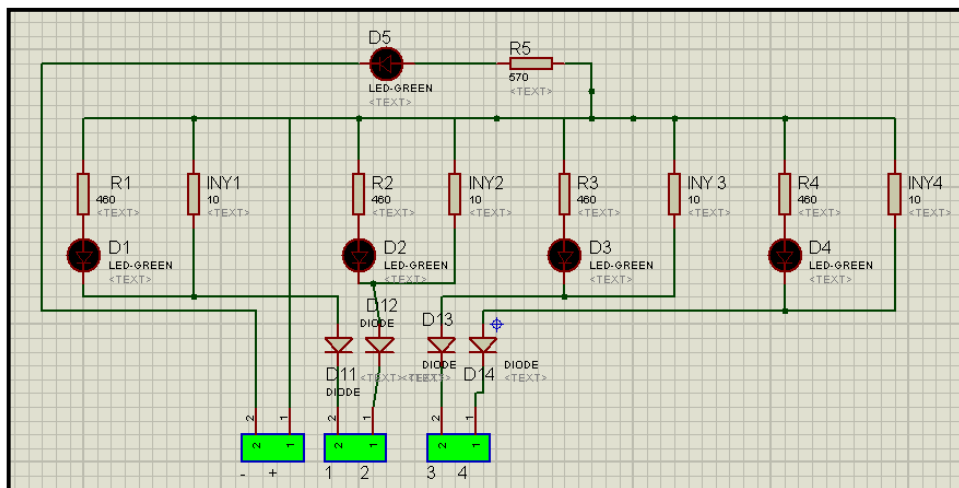 D5
R5
LED-GREEN
570
<TEXT>
<TEXT>
R1
INY1
R2
INY2
R3
INY 3
R4
INY4
460
10
460
10
460
10
460
10
<TEXT>
<TEXT>
<TEXT>
<TEXT>
<TEXT>
<TEXT>
<TEXT>
<TEXT>
D1
D2
D3
D4
LED-GREEN
LED-GREEN
LED-GREEN
LED-GREEN
<TEXT>
<TEXT>
<TEXT>
<TEXT>
D12
D13
DIODE
DIODE
DIODE
D11
<TEXT>
<TEXT>
D14
<TEXT>
DIODE
2
1
2
1
2
1
2
1
2
1
2
1
- +
1 2
3 4